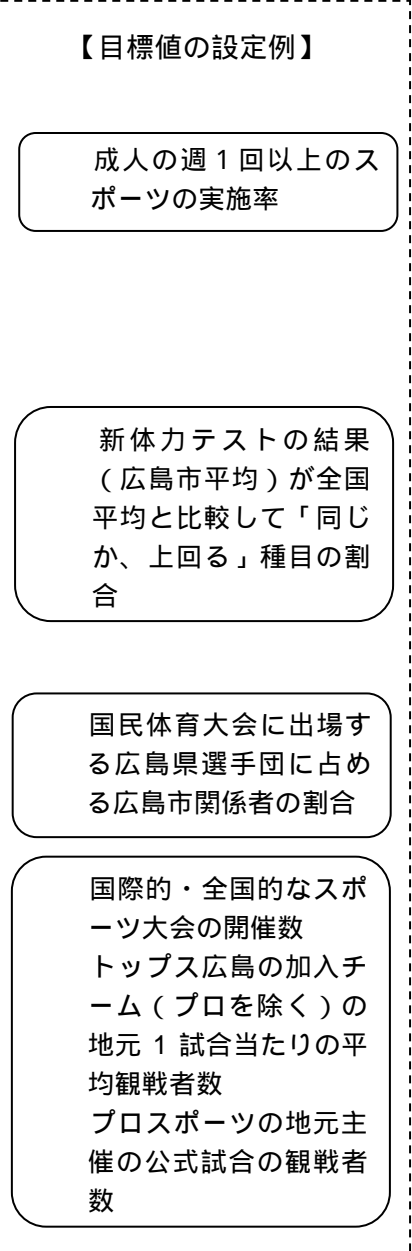 【目標値の設定例】
成人の週１回以上のス
ポーツの実施率
新体力テストの結果
（広島市平均）が全国
平均と比較して「同じ
か、上回る」種目の割
合
国民体育大会に出場す
る広島県選手団に占め
る広島市関係者の割合
国際的・全国的なスポ
ーツ大会の開催数
トップス広島の加入チ
ーム（プロを除く）の
地元 1 試合当たりの平
均観戦者数
プロスポーツの地元主
催の公式試合の観戦者
数